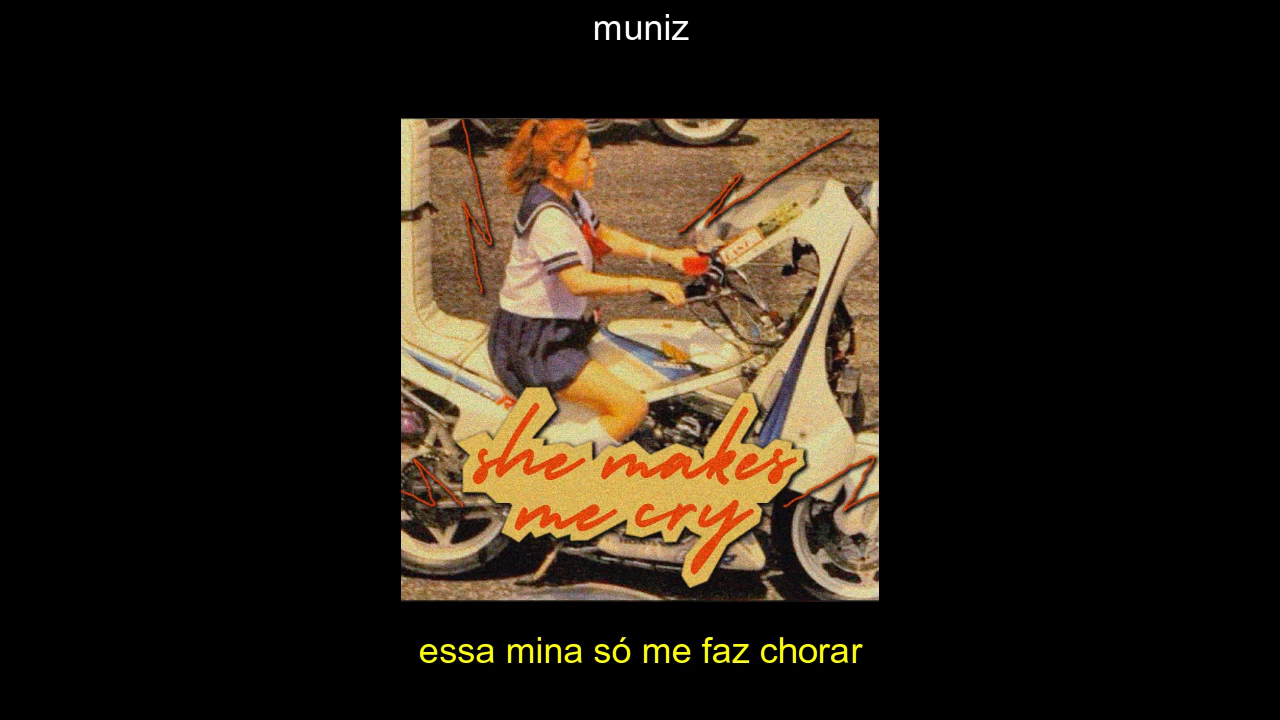 muniz
she makes
me cry
essa mina só me faz chorar